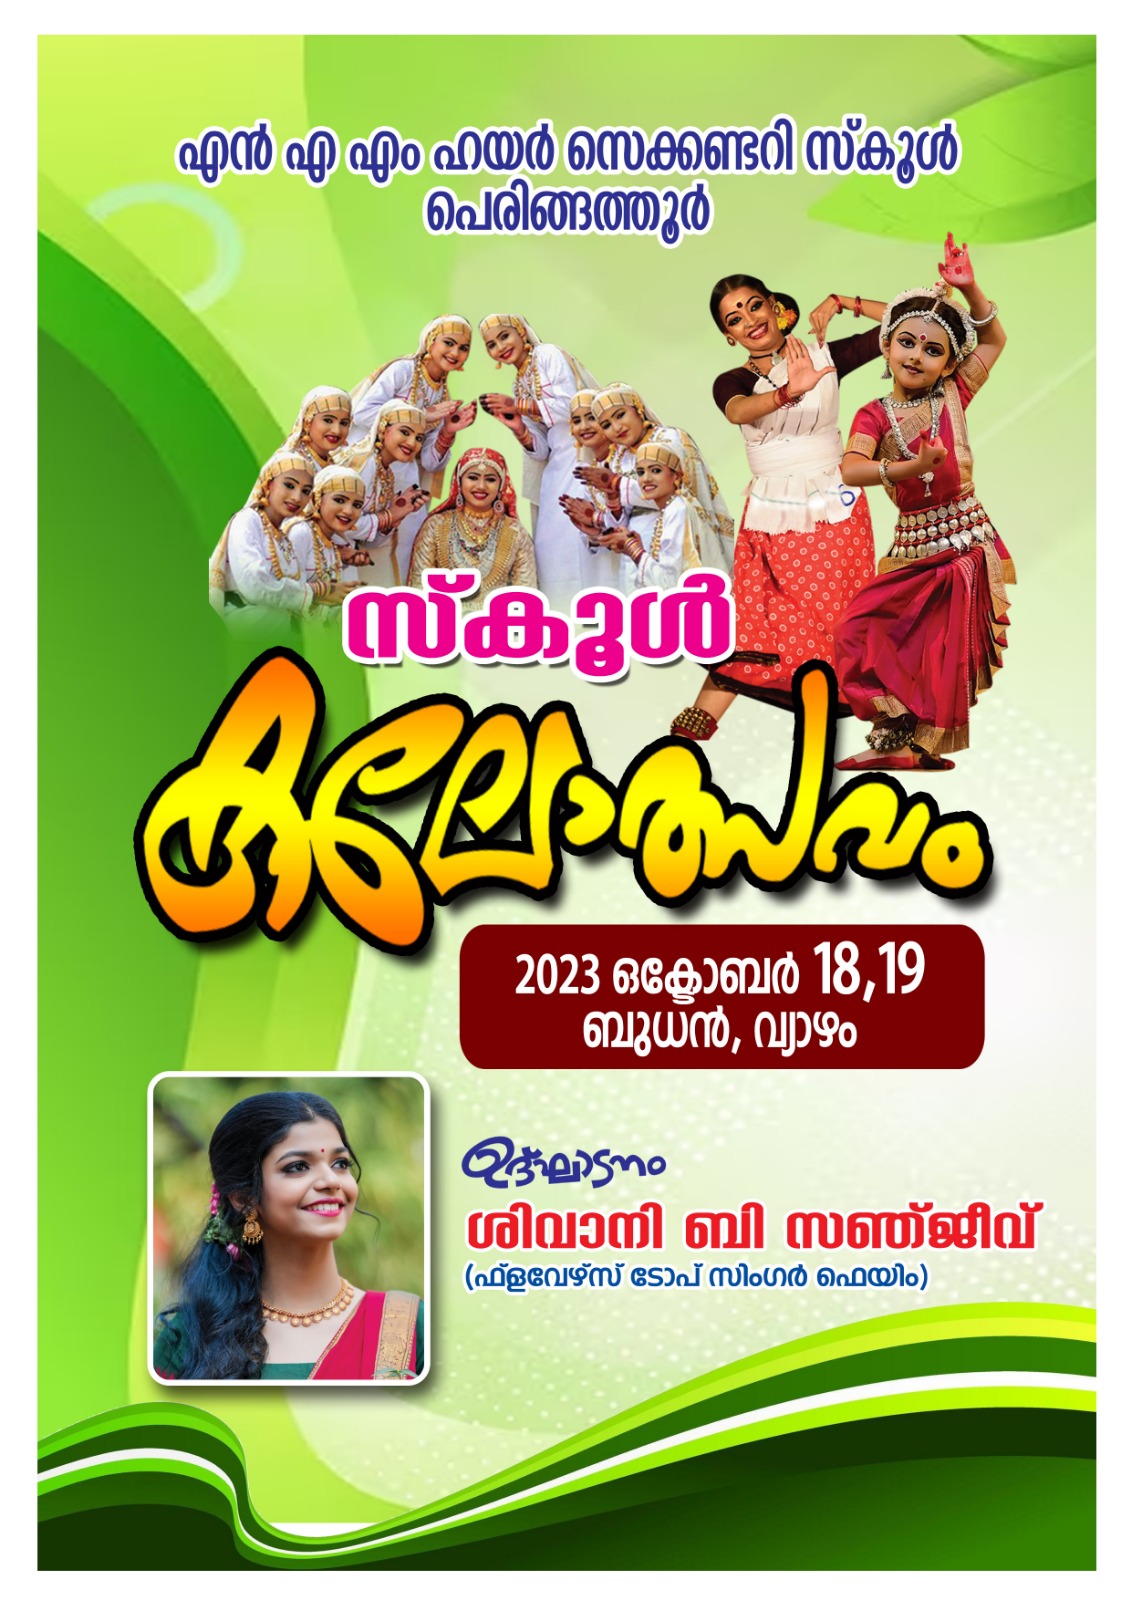 എൻ എ എം ഹയർ സെക്കണ്ടറി സ്കൂൾ
പെരിങ്ങത്തൂർ
സ്കൂൾ
കലോത്സവം
2023 ഒക്ടോബർ 18,19
ബുധൻ, വ്യാഴം
ഉദ്ഘാടനം
ശിവാനി ബി സഞ്ജീവ്
(ഫ്ളവേഴ്സ് ടോപ് സിംഗർ ഫെയിം)